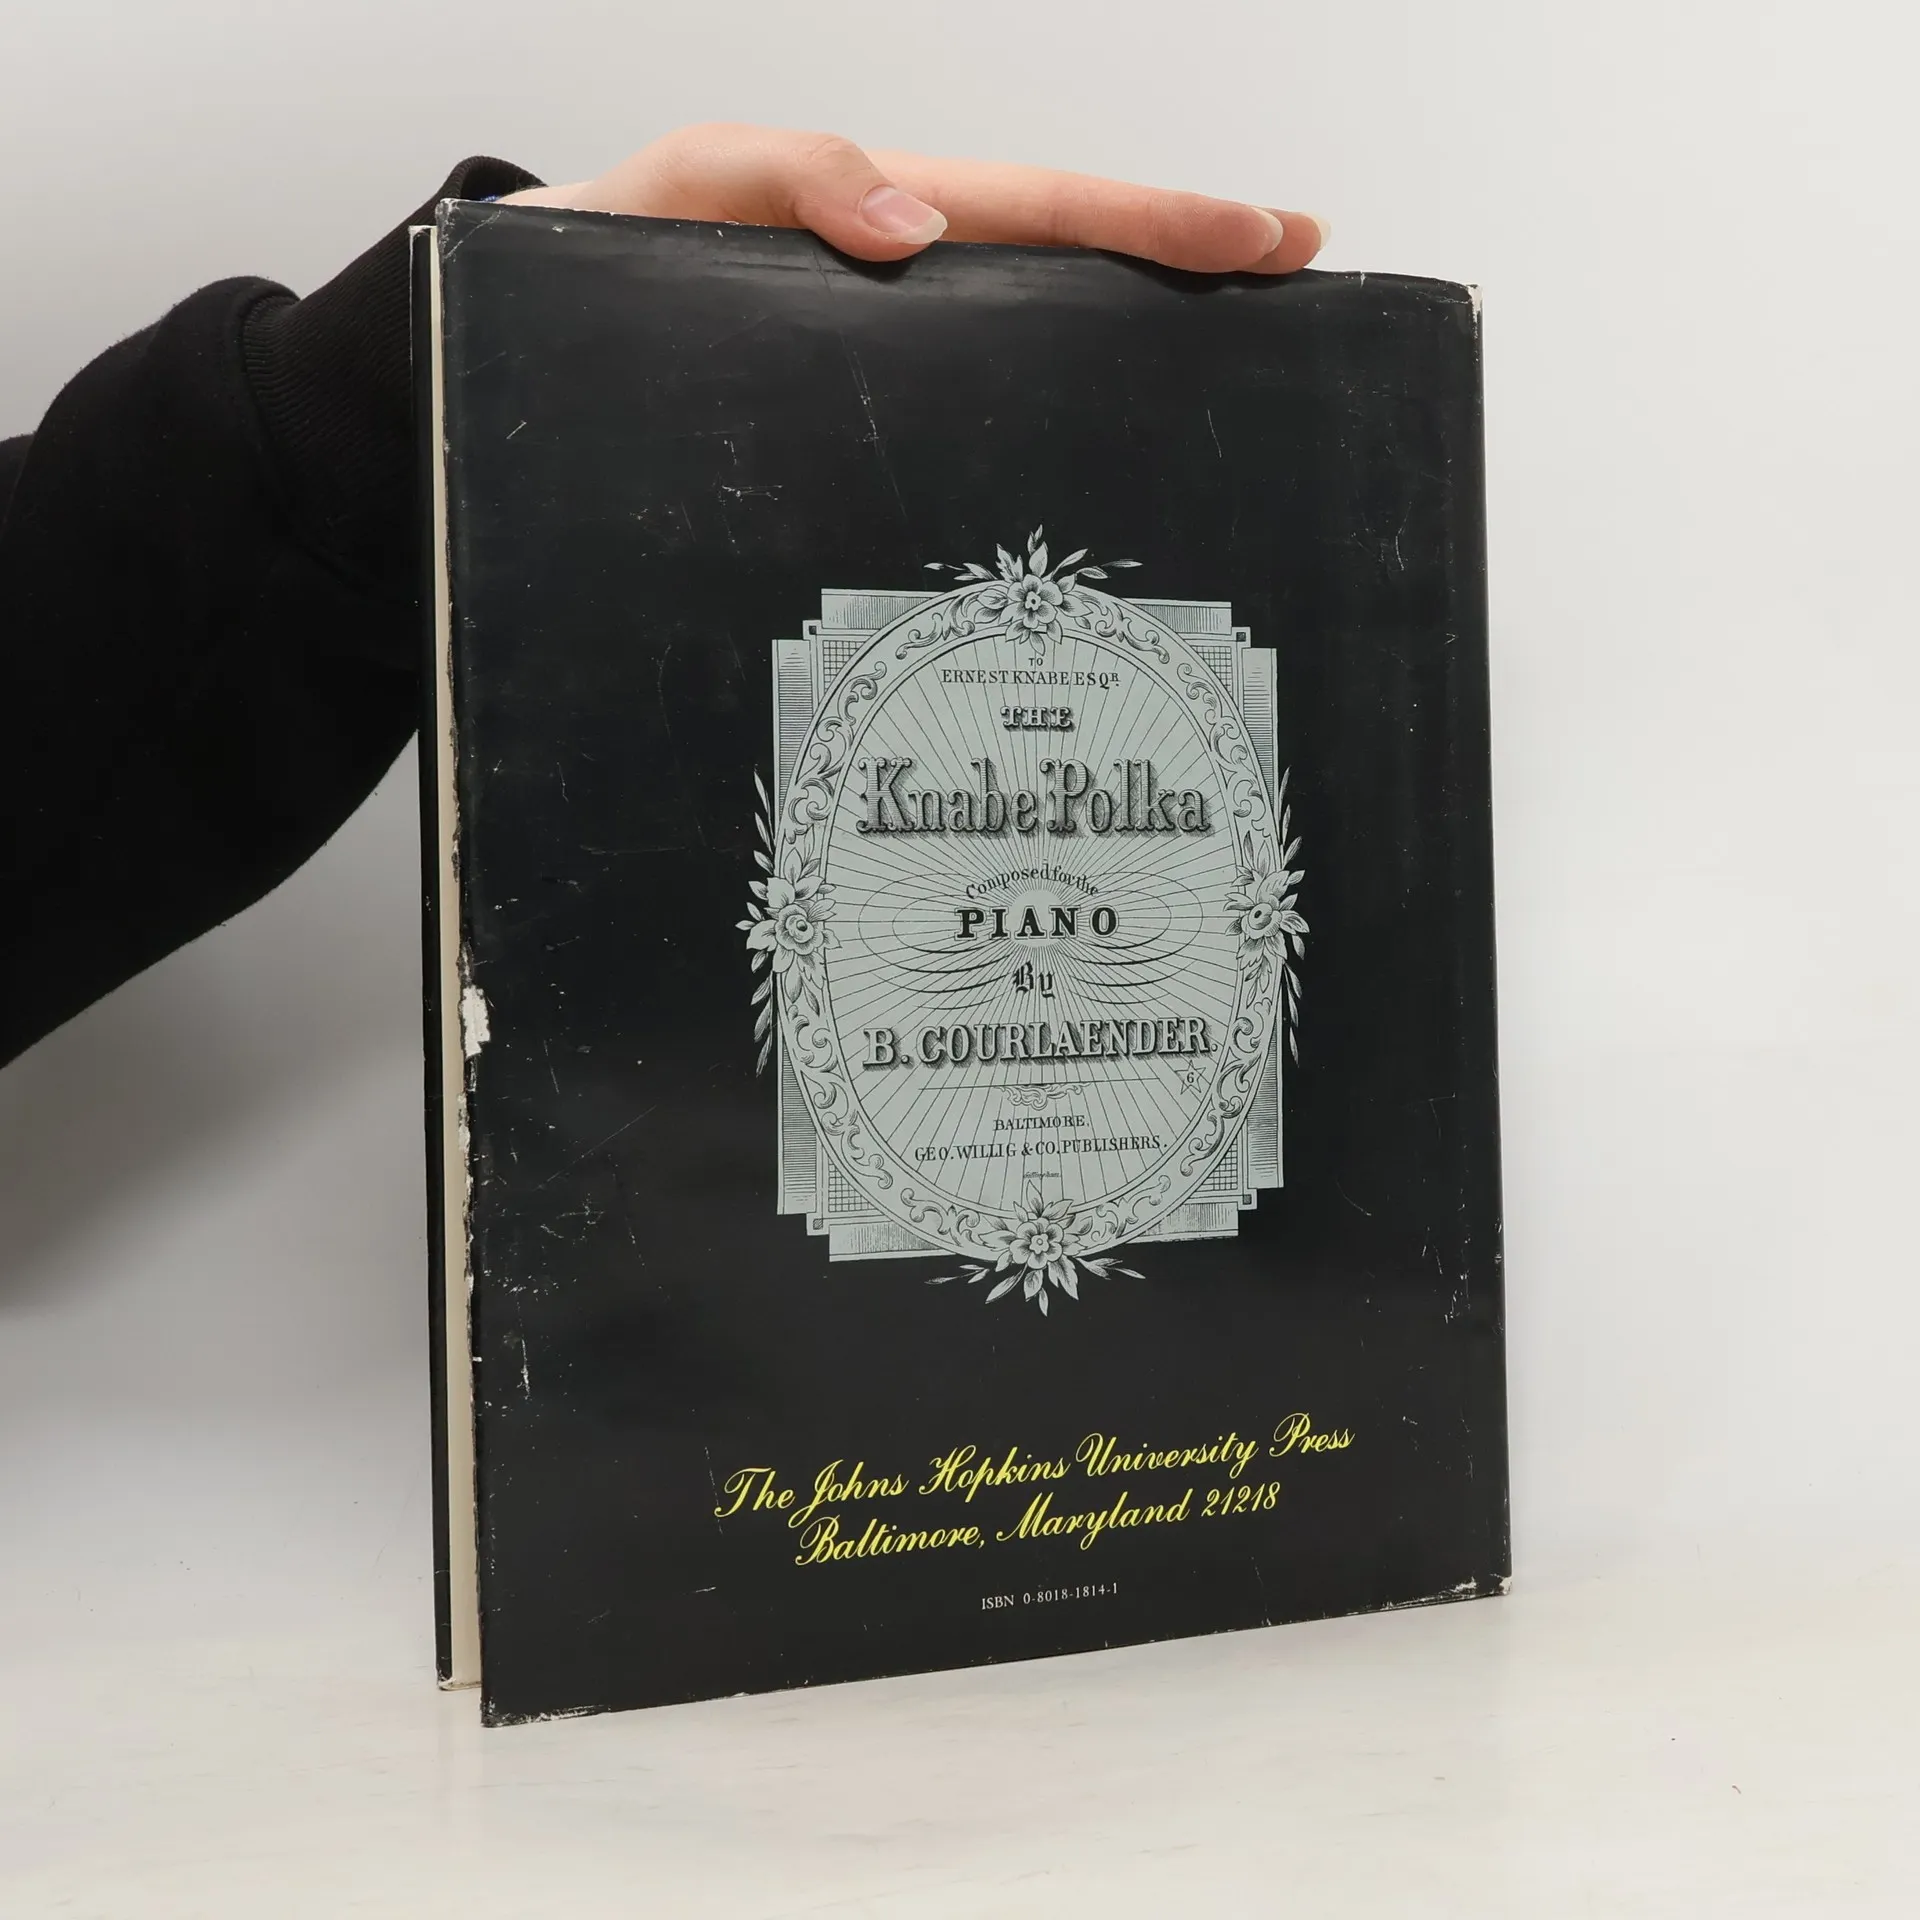 TO
ERNEST KNABE ESQR.
THE
Knabe Polka
Composed for the
PIANO
By
B. COURLAENDER.
6
BALTIMORE,
GEO. WILLIG & CO. PUBLISHERS.
The Johns Hopkins University Press
Baltimore, Maryland 21218
ISBN 0-8018-1814-1